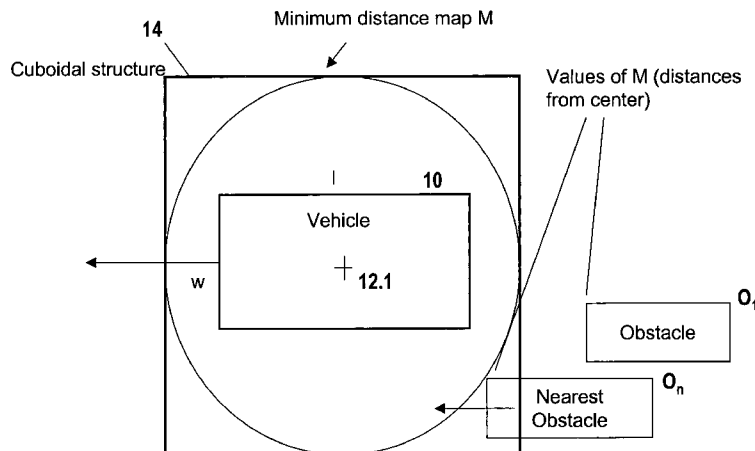 14
Minimum distance map M
Cuboidal structure
Values of M (distances
from center)
l
10
Vehicle
w
12.1
O1
Obstacle
On
Nearest
Obstacle